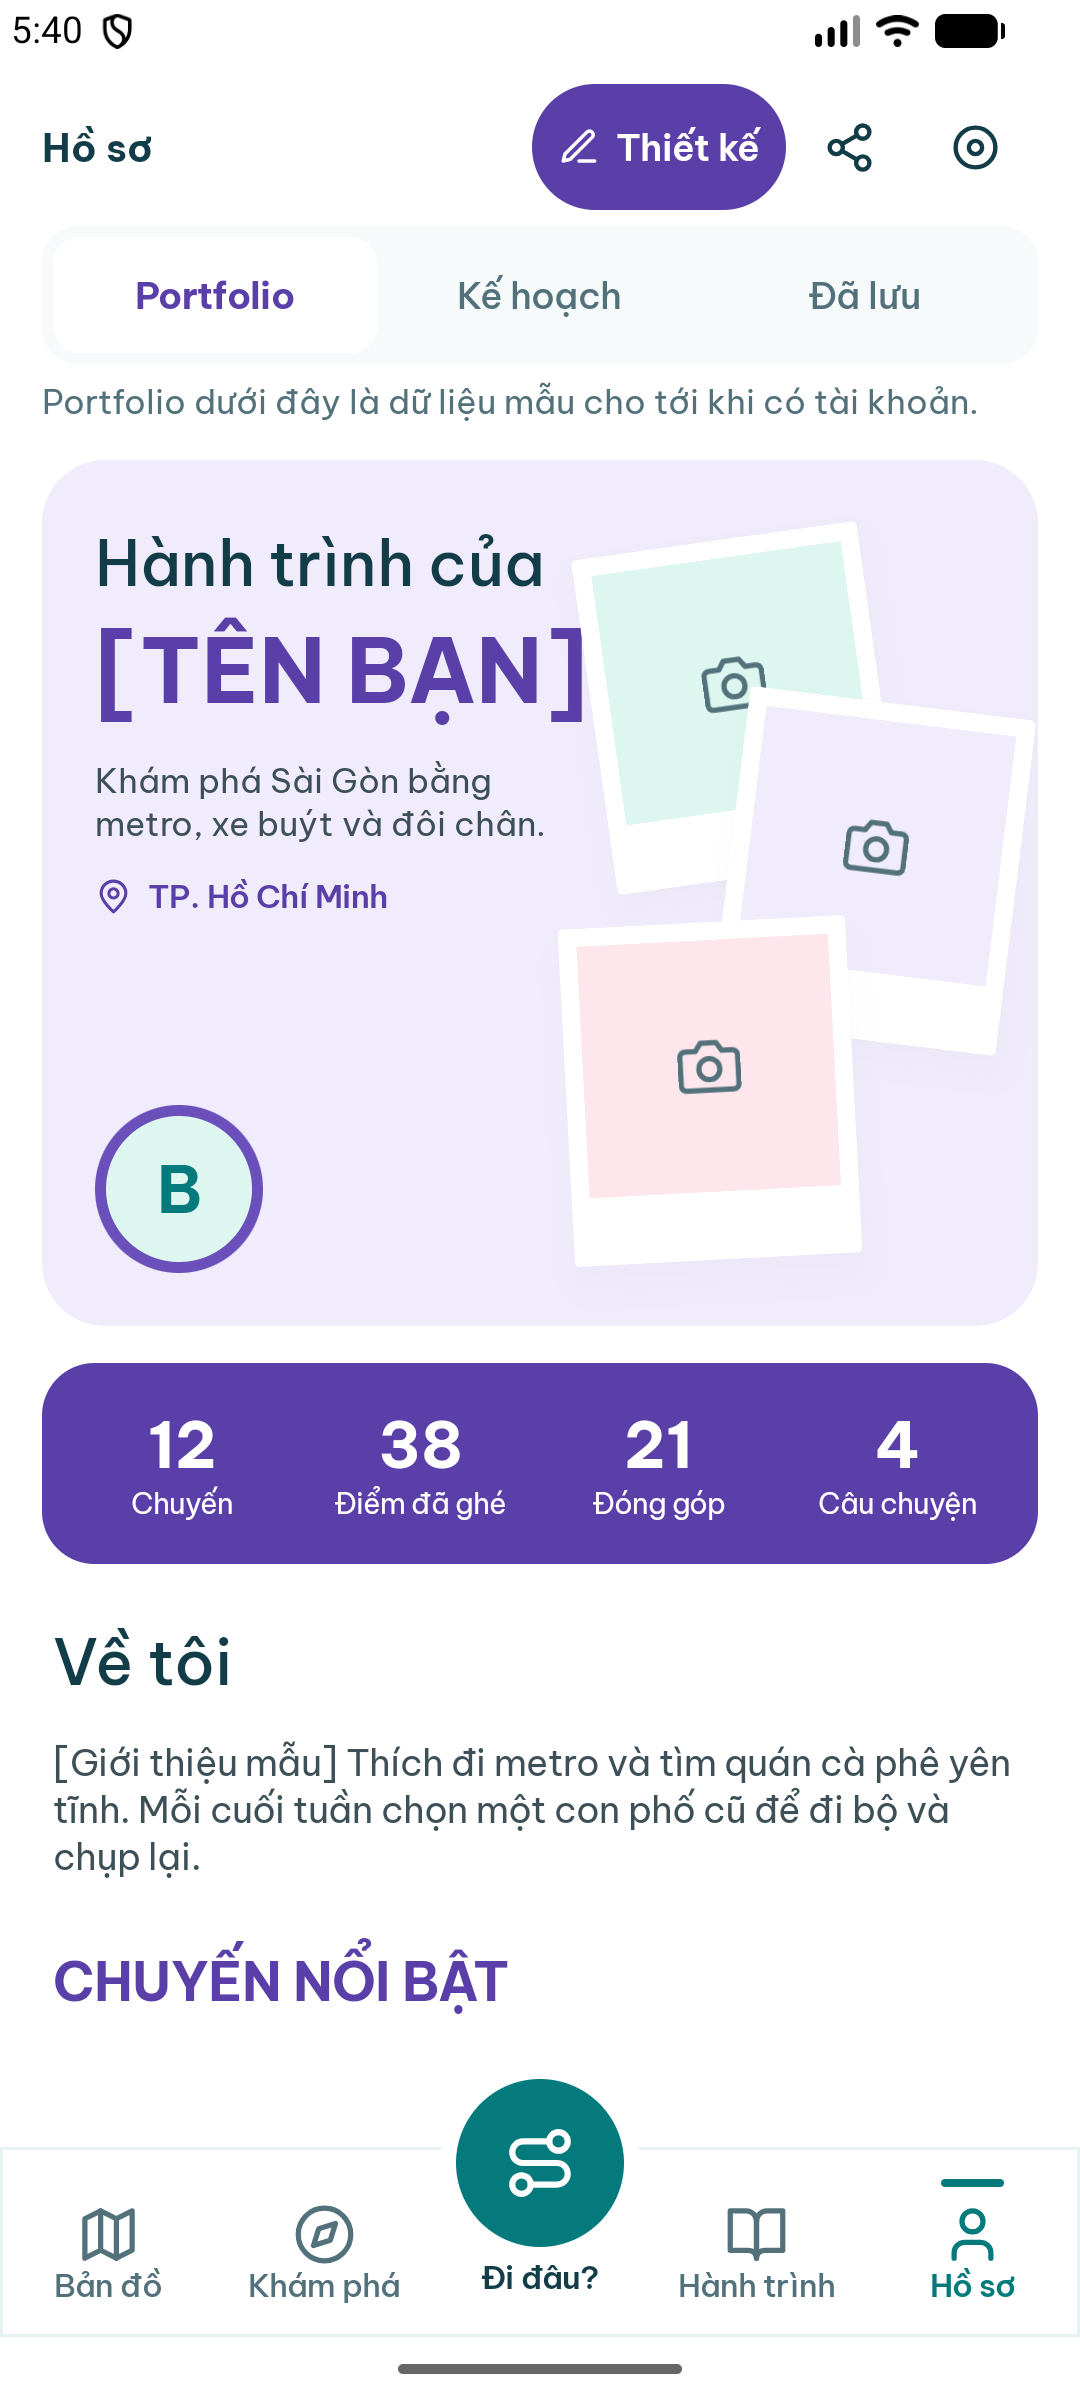 5:40
Hồ sơ
Thiết kế
Portfolio
Kế hoạch
Đã lưu
Portfolio dưới đây là dữ liệu mẫu cho tới khi có tài khoản.
Hành trình của
[TÊN BẠN]
Khám phá Sài Gòn bằng
metro, xe buýt và đôi chân.
TP. Hồ Chí Minh
B
12
38
21
4
Chuyến
Điểm đã ghé
Đóng góp
Câu chuyện
Về tôi
[Giới thiệu mẫu] Thích đi metro và tìm quán cà phê yên
tĩnh. Mỗi cuối tuần chọn một con phố cũ để đi bộ và
chụp lại.
CHUYẾN NỔI BẬT
Bản đồ
Khám phá
Đi đâu?
Hành trình
Hồ sơ